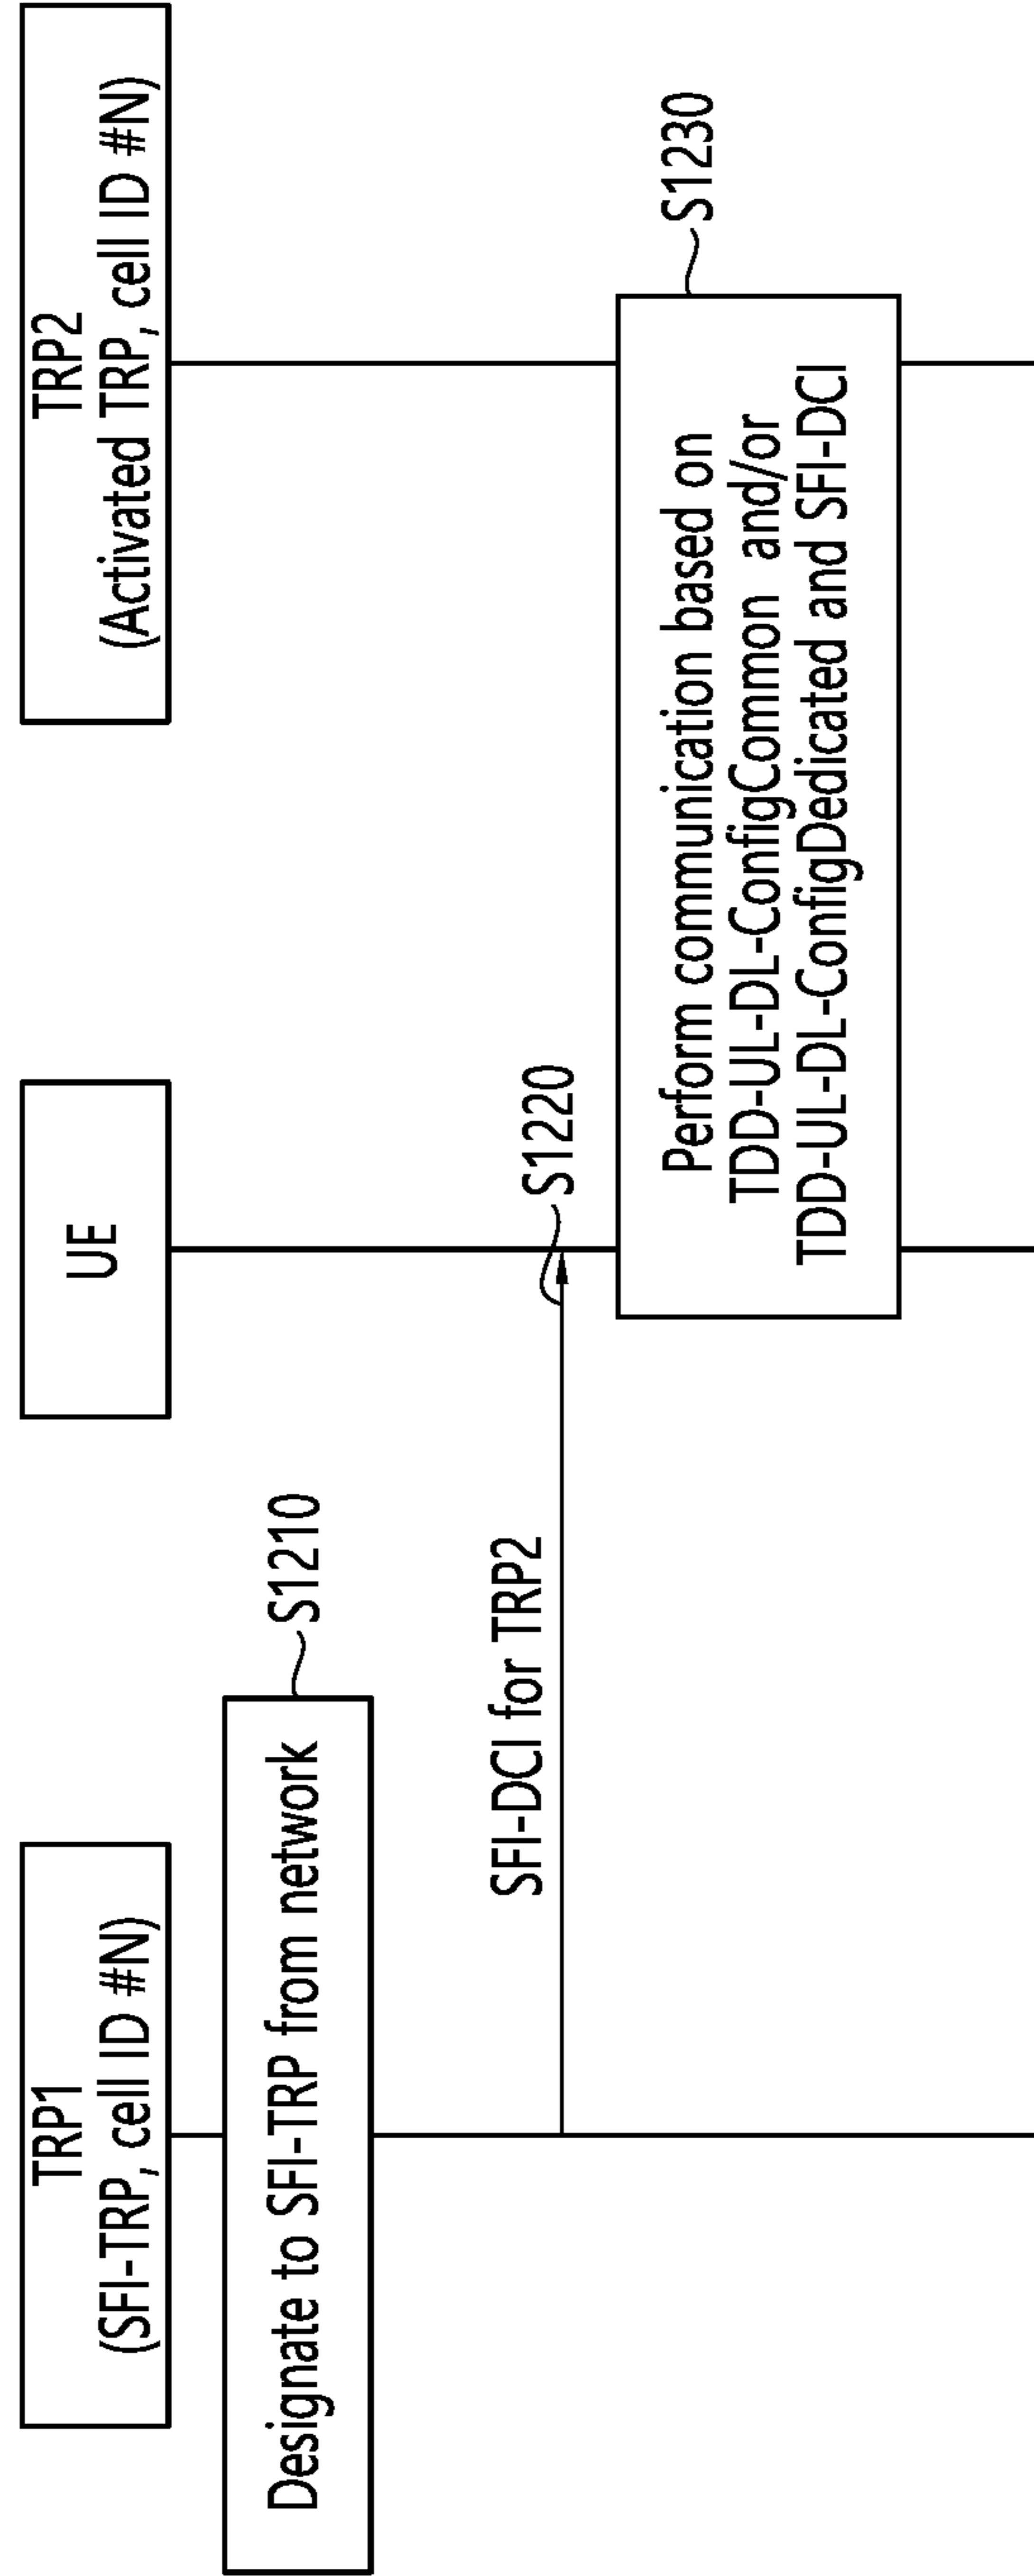 TRP1
(SFI-TRP, cell ID #N)
UE
TRP2
(Activated TRP, cell ID #N)
Designate to SFI-TRP from network
S1210
SFI-DCI for TRP2
S1220
Perform communication based on
TDD-UL-DL-ConfigCommon and/or
TDD-UL-DL-ConfigDedicated and SFI-DCI
S1230